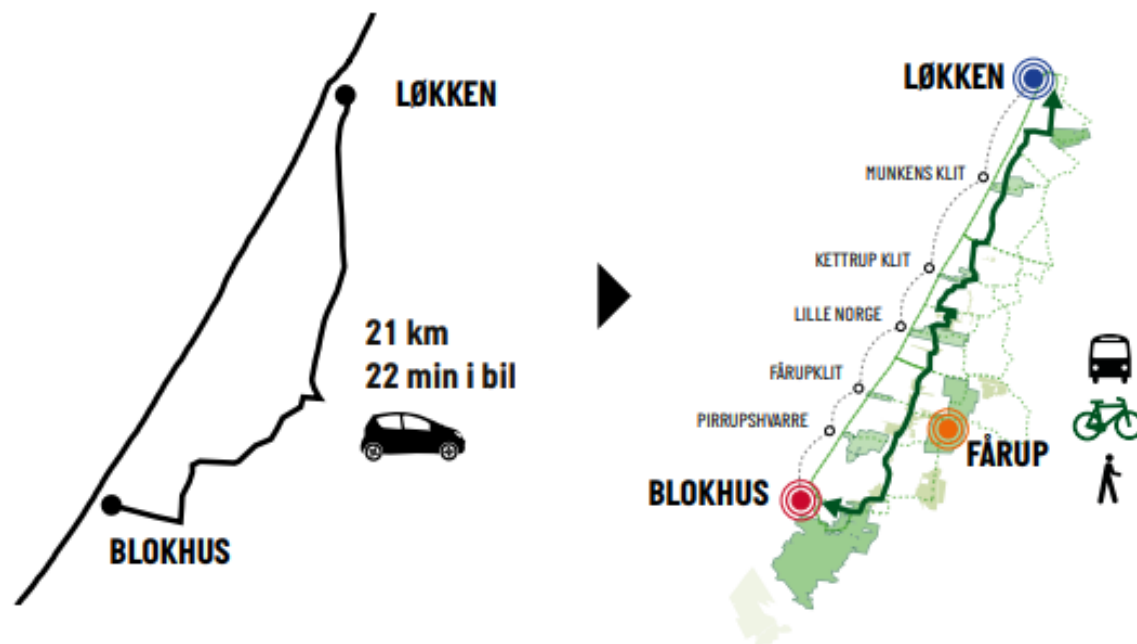 LØKKEN
21 km
22 min i bil
BLOKHUS
LØKKEN
MUNKENS KLIT
KETTRUP KLIT
LILLE NORGE
FÅRUPKLIT
PIRRUPSHVARRE
FÅRUP
BLOKHUS